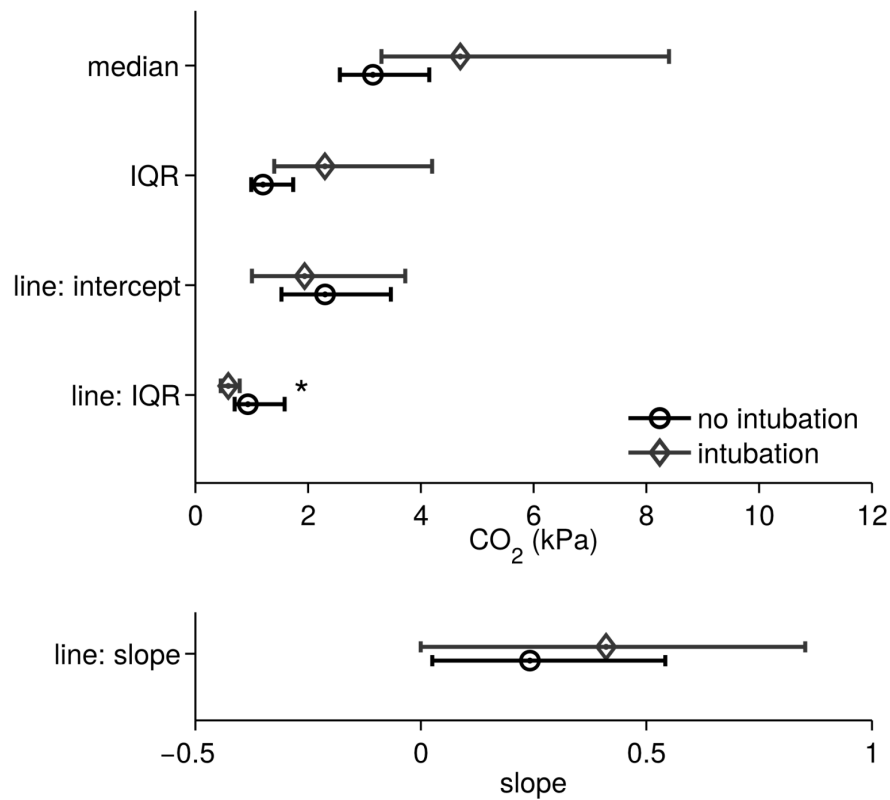 median
IQR
line: intercept
line: IQR
*
no intubation
intubation
0 2 4 6 8 10 12
CO₂ (kPa)
line: slope
−0.5 0 0.5 1
slope